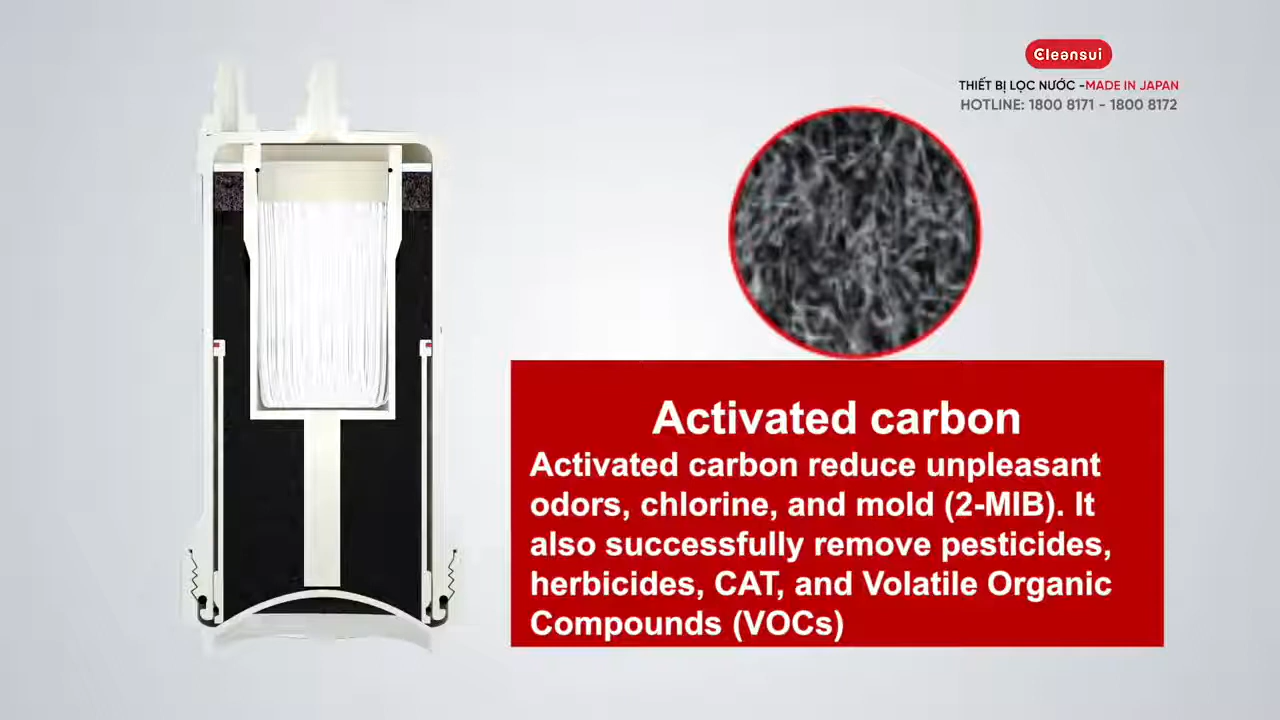 Cleansui
THIẾT BỊ LỌC NƯỚC -MADE IN JAPAN
HOTLINE: 1800 8171 - 1800 8172
Activated carbon
Activated carbon reduce unpleasant
odors, chlorine, and mold (2-MIB). It
also successfully remove pesticides,
herbicides, CAT, and Volatile Organic
Compounds (VOCs)